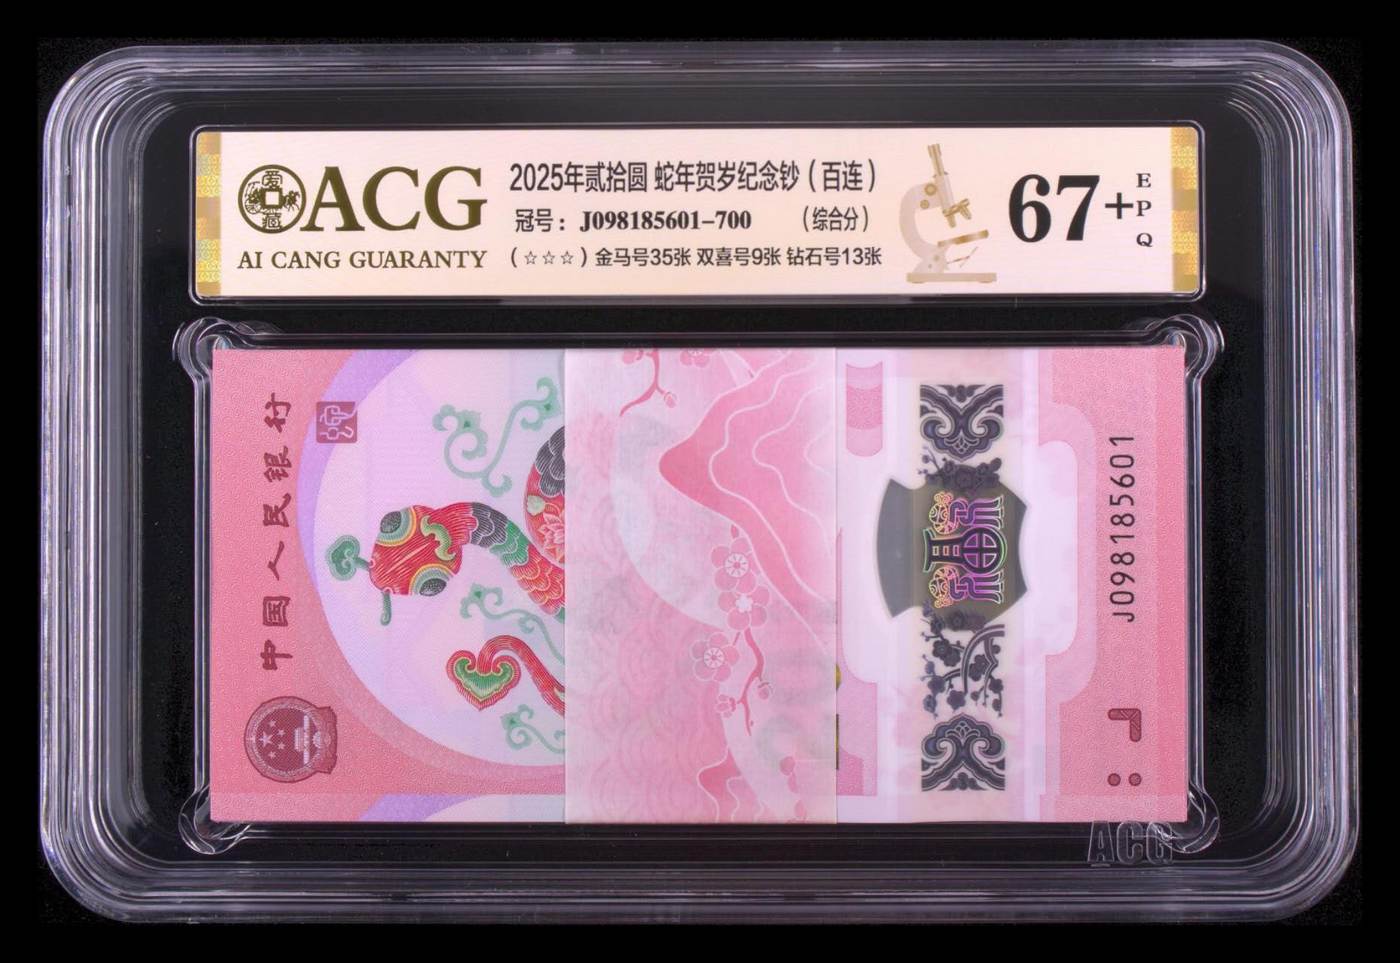 ACG
AI CANG GUARANTY
2025年贰拾圆 蛇年贺岁纪念钞（百连）
冠号：J098185601-700 （综合分）
（☆☆☆）金马号35张 双喜号9张 钻石号13张
67+
EPQ
中国人民银行
福
J098185601
ACG